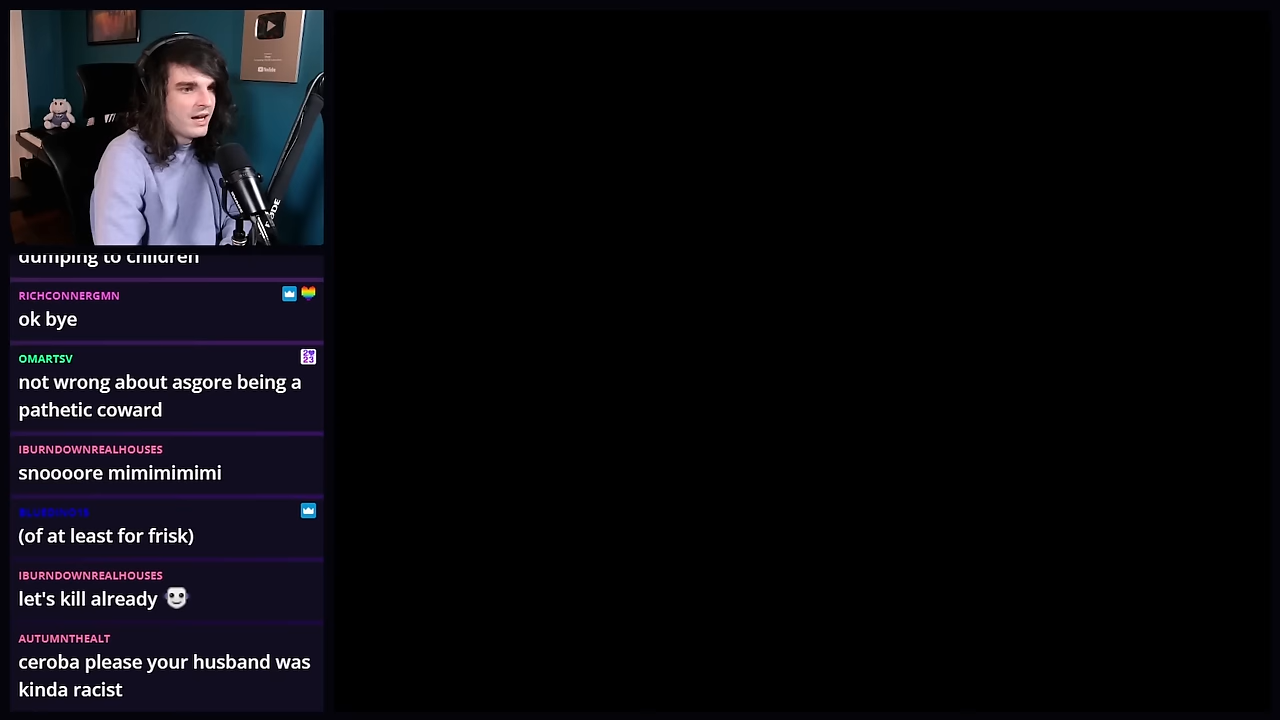 dumping to children
RICHCONNERGMN
ok bye
OMARTSV
not wrong about asgore being a
pathetic coward
IBURNDOWNREALHOUSES
snoooore mimimimimi
(of at least for frisk)
IBURNDOWNREALHOUSES
let's kill already
AUTUMNTHEALT
ceroba please your husband was
kinda racist